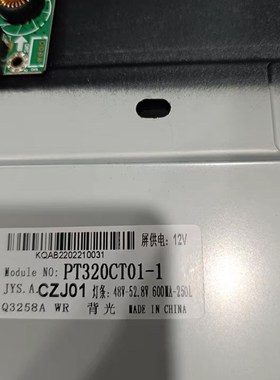 屏供电: 12V
KQAB2202210031
Module NO: PT320CT01-1
JYS.A.CZJ01 灯条: 48V-52.8V 600MA-250L
Q3258A WR 背光 MADE IN CHINA